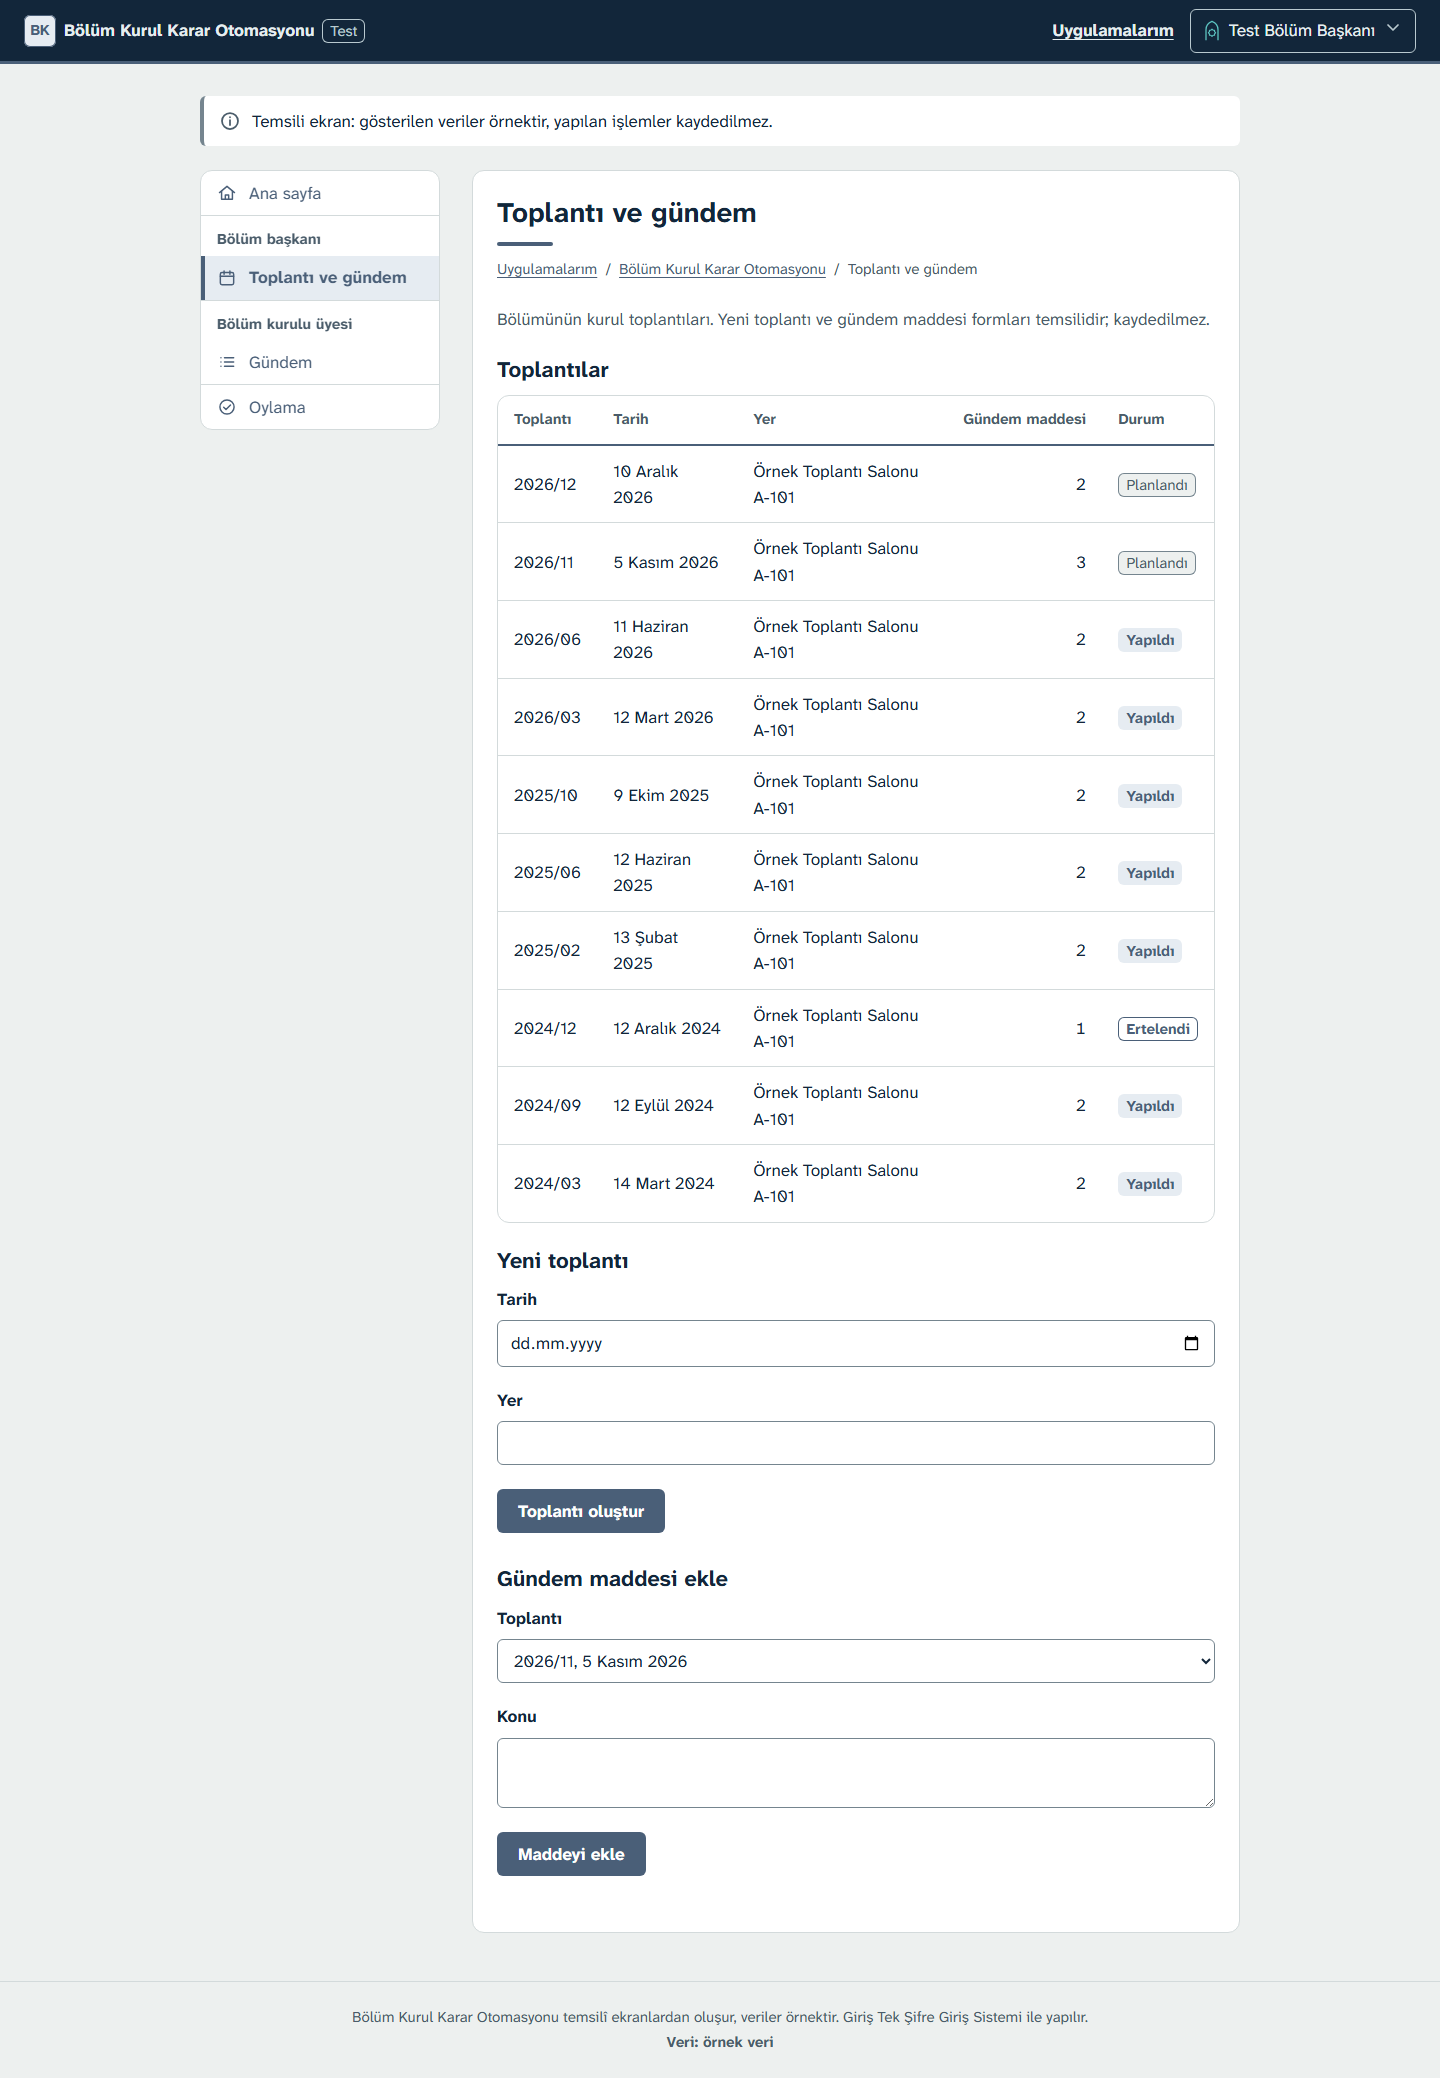 BK Bölüm Kurul Karar Otomasyonu Test
Uygulamalarım
Test Bölüm Başkanı
Temsili ekran: gösterilen veriler örnektir, yapılan işlemler kaydedilmez.
Ana sayfa
Bölüm başkanı
Toplantı ve gündem
Bölüm kurulu üyesi
Gündem
Oylama
Toplantı ve gündem
Uygulamalarım / Bölüm Kurul Karar Otomasyonu / Toplantı ve gündem
Bölümünün kurul toplantıları. Yeni toplantı ve gündem maddesi formları temsilidir; kaydedilmez.
Toplantılar
Toplantı Tarih Yer Gündem maddesi Durum
2026/12 10 Aralık 2026 Örnek Toplantı Salonu A-101 2 Planlandı
2026/11 5 Kasım 2026 Örnek Toplantı Salonu A-101 3 Planlandı
2026/06 11 Haziran 2026 Örnek Toplantı Salonu A-101 2 Yapıldı
2026/03 12 Mart 2026 Örnek Toplantı Salonu A-101 2 Yapıldı
2025/10 9 Ekim 2025 Örnek Toplantı Salonu A-101 2 Yapıldı
2025/06 12 Haziran 2025 Örnek Toplantı Salonu A-101 2 Yapıldı
2025/02 13 Şubat 2025 Örnek Toplantı Salonu A-101 2 Yapıldı
2024/12 12 Aralık 2024 Örnek Toplantı Salonu A-101 1 Ertelendi
2024/09 12 Eylül 2024 Örnek Toplantı Salonu A-101 2 Yapıldı
2024/03 14 Mart 2024 Örnek Toplantı Salonu A-101 2 Yapıldı
Yeni toplantı
Tarih
dd.mm.yyyy
Yer
Toplantı oluştur
Gündem maddesi ekle
Toplantı
2026/11, 5 Kasım 2026
Konu
Maddeyi ekle
Bölüm Kurul Karar Otomasyonu temsilî ekranlardan oluşur, veriler örnektir. Giriş Tek Şifre Giriş Sistemi ile yapılır.
Veri: örnek veri